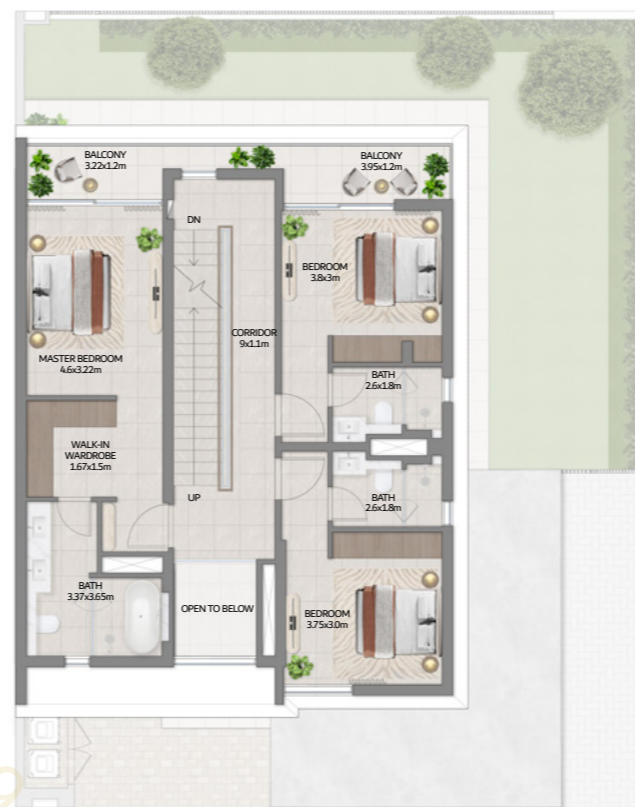 BALCONY
3.22x1.2m
BALCONY
3.95x1.2m
DN
BEDROOM
3.8x3m
CORRIDOR
9x1.1m
MASTER BEDROOM
4.6x3.22m
BATH
2.6x1.8m
WALK-IN
WARDROBE
1.67x1.5m
UP
BATH
2.6x1.8m
BATH
3.37x3.65m
OPEN TO BELOW
BEDROOM
3.75x3.0m